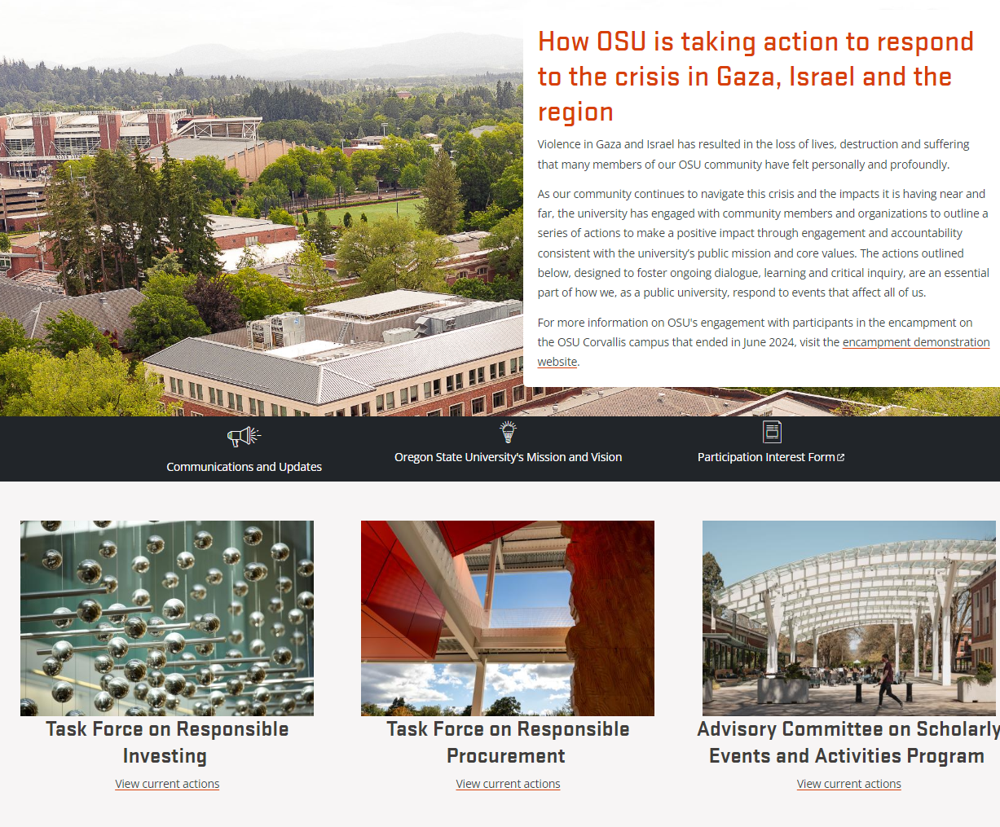 How OSU is taking action to respond
to the crisis in Gaza, Israel and the
region
Violence in Gaza and Israel has resulted in the loss of lives, destruction and suffering
that many members of our OSU community have felt personally and profoundly.
As our community continues to navigate this crisis and the impacts it is having near and
far, the university has engaged with community members and organizations to outline a
series of actions to make a positive impact through engagement and accountability
consistent with the university’s public mission and core values. The actions outlined
below, designed to foster ongoing dialogue, learning and critical inquiry, are an essential
part of how we, as a public university, respond to events that affect all of us.
For more information on OSU's engagement with participants in the encampment on
the OSU Corvallis campus that ended in June 2024, visit the encampment demonstration
website.
Communications and Updates
Oregon State University's Mission and Vision
Participation Interest Form
Task Force on Responsible
Investing
View current actions
Task Force on Responsible
Procurement
View current actions
Advisory Committee on Scholarly
Events and Activities Program
View current actions